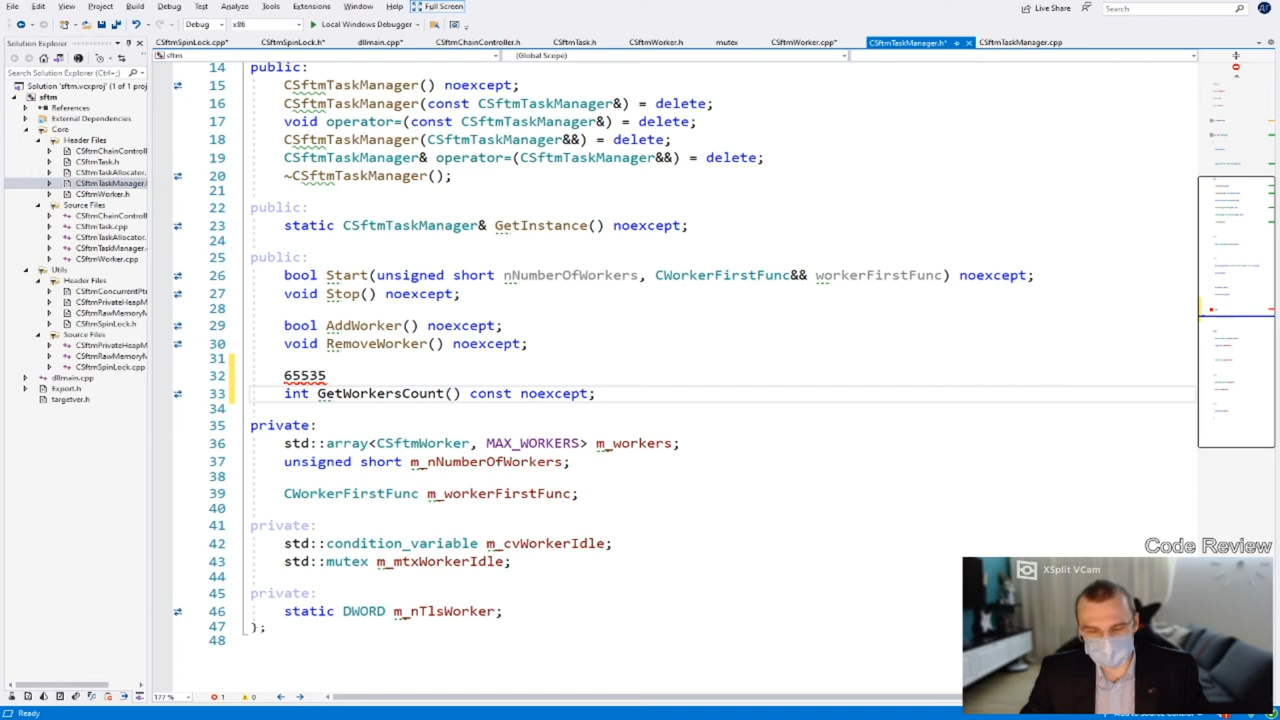 File Edit View Project Build Debug Test Analyze Tools Extensions Window Help Full Screen
Live Share
Search
Debug x86 Local Windows Debugger
Solution Explorer
CSftmSpinLock.cpp* CSftmSpinLock.h* dllmain.cpp* CSftmChainController.h CSftmTask.h CSftmWorker.h mutex CSftmWorker.cpp* CSftmTaskManager.h* CSftmTaskManager.cpp
sftm (Global Scope)
Search Solution Explorer (Ctrl+;)
Solution 'sftm.vcxproj' (1 of 1 proj
sftm
References
External Dependencies
Core
Header Files
CSftmChainControll
CSftmTask.h
CSftmTaskAllocator.
CSftmTaskManager.
CSftmWorker.h
Source Files
CSftmChainControll
CSftmTask.cpp
CSftmTaskAllocator.
CSftmTaskManager.
CSftmWorker.cpp
Utils
Header Files
CSftmConcurrentPt
CSftmPrivateHeapM
CSftmRawMemoryM
CSftmSpinLock.h
Source Files
CSftmPrivateHeapM
CSftmRawMemoryM
CSftmSpinLock.cpp
dllmain.cpp
Export.h
targetver.h
14 public:
15 CSftmTaskManager() noexcept;
16 CSftmTaskManager(const CSftmTaskManager&) = delete;
17 void operator=(const CSftmTaskManager&) = delete;
18 CSftmTaskManager(CSftmTaskManager&&) = delete;
19 CSftmTaskManager& operator=(CSftmTaskManager&&) = delete;
20 ~CSftmTaskManager();
21
22 public:
23 static CSftmTaskManager& GetInstance() noexcept;
24
25 public:
26 bool Start(unsigned short nNumberOfWorkers, CWorkerFirstFunc&& workerFirstFunc) noexcept;
27 void Stop() noexcept;
28
29 bool AddWorker() noexcept;
30 void RemoveWorker() noexcept;
31
32 65535
33 int GetWorkersCount() const noexcept;
34
35 private:
36 std::array<CSftmWorker, MAX_WORKERS> m_workers;
37 unsigned short m_nNumberOfWorkers;
38
39 CWorkerFirstFunc m_workerFirstFunc;
40
41 private:
42 std::condition_variable m_cvWorkerIdle;
43 std::mutex m_mtxWorkerIdle;
44
45 private:
46 static DWORD m_nTlsWorker;
47 };
48
Code Review
XSplit VCam
177 % 1 0
Ready